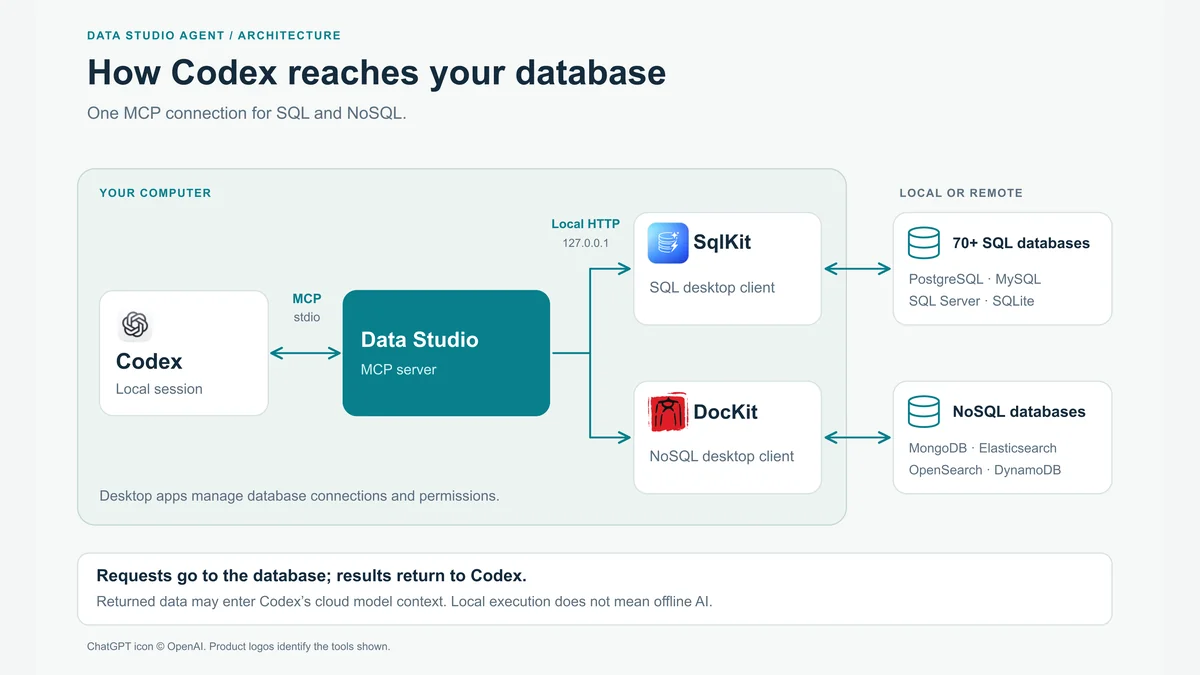 DATA STUDIO AGENT / ARCHITECTURE
How Codex reaches your database
One MCP connection for SQL and NoSQL.
YOUR COMPUTER
Codex
Local session
MCP
stdio
Data Studio
MCP server
Local HTTP
127.0.0.1
SqlKit
SQL desktop client
DocKit
NoSQL desktop client
Desktop apps manage database connections and permissions.
LOCAL OR REMOTE
70+ SQL databases
PostgreSQL · MySQL
SQL Server · SQLite
NoSQL databases
MongoDB · Elasticsearch
OpenSearch · DynamoDB
Requests go to the database; results return to Codex.
Returned data may enter Codex’s cloud model context. Local execution does not mean offline AI.
ChatGPT icon © OpenAI. Product logos identify the tools shown.